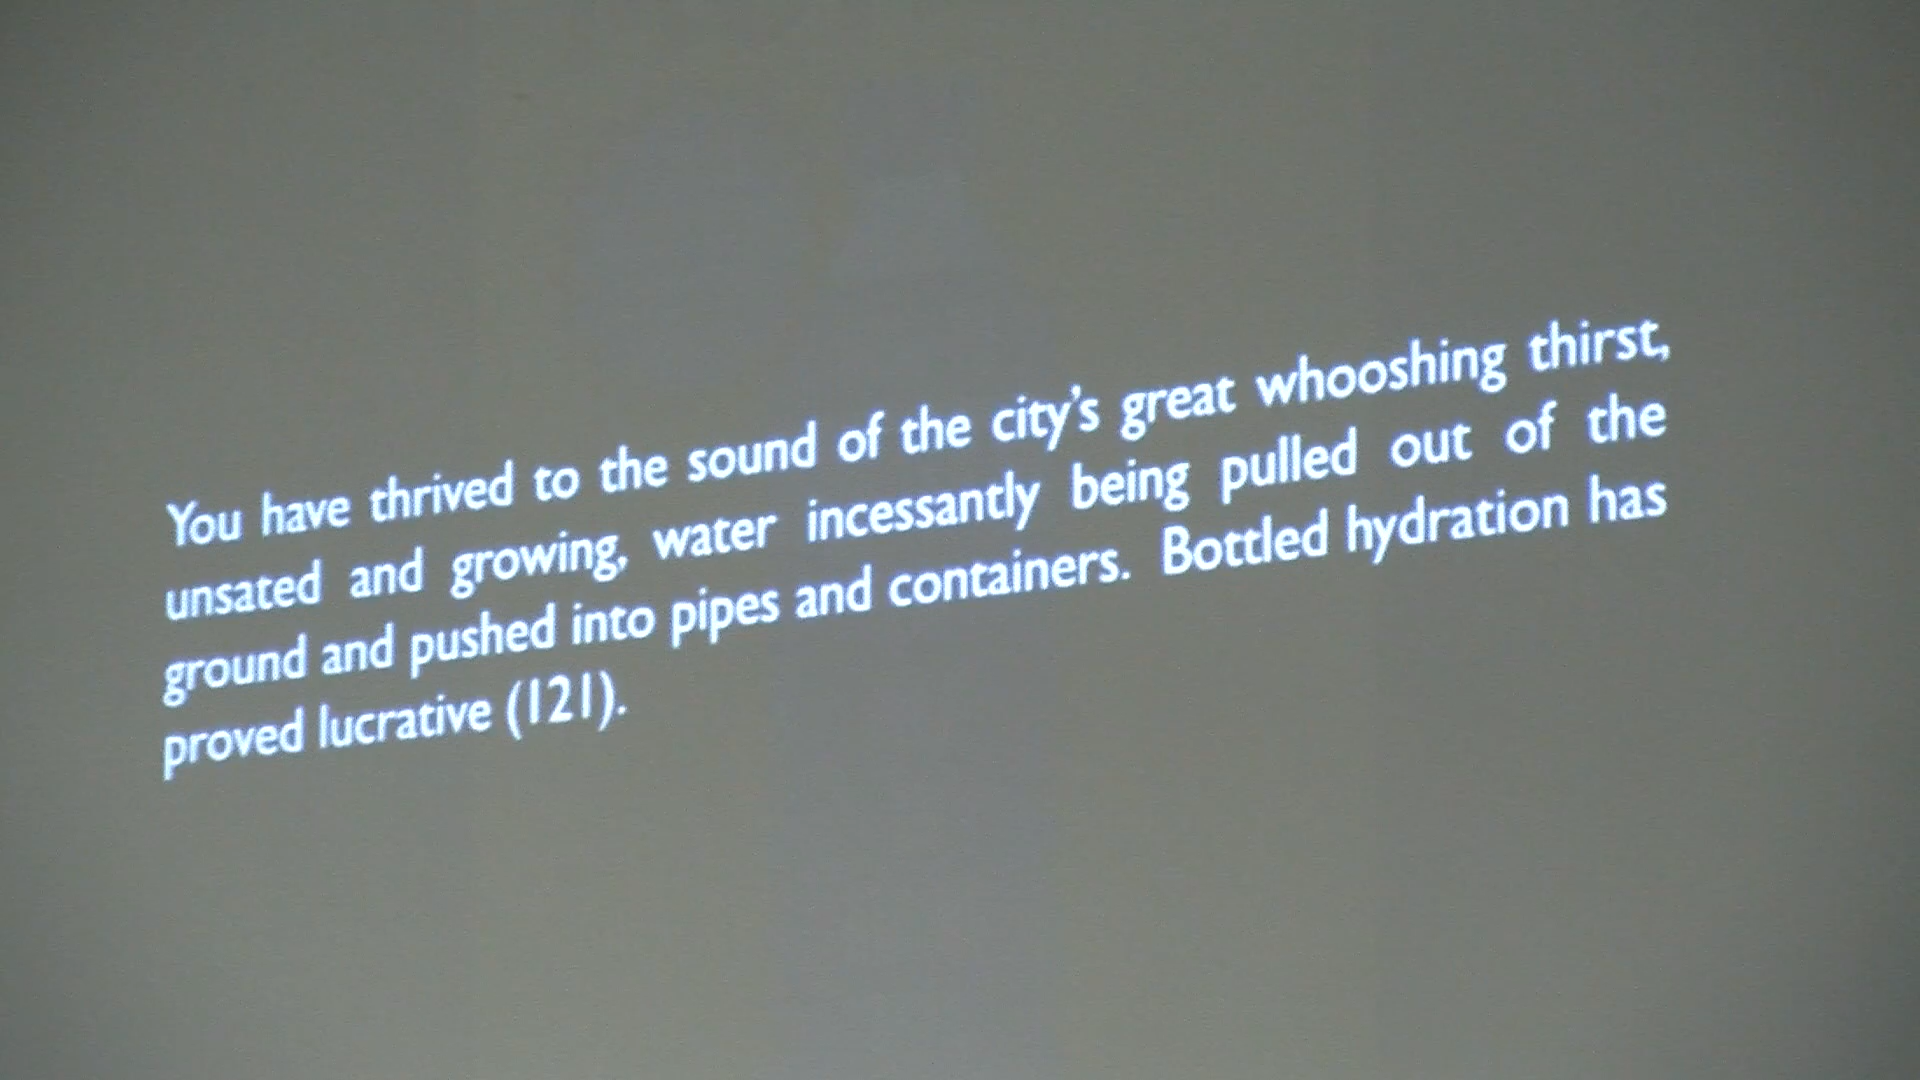 You have thrived to the sound of the city's great whooshing thirst,
unsated and growing, water incessantly being pulled out of the
ground and pushed into pipes and containers. Bottled hydration has
proved lucrative (121).